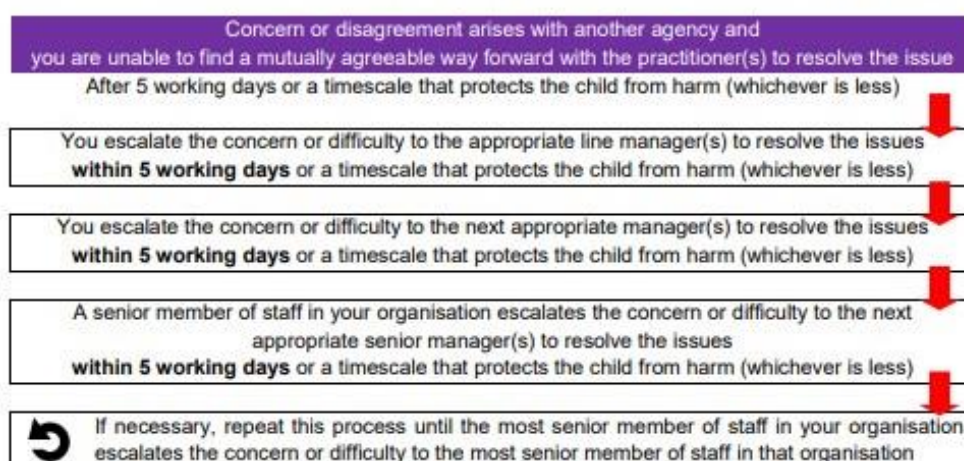 Concern or disagreement arises with another agency and
you are unable to find a mutually agreeable way forward with the practitioner(s) to resolve the issue
After 5 working days or a timescale that protects the child from harm (whichever is less)
You escalate the concern or difficulty to the appropriate line manager(s) to resolve the issues
within 5 working days or a timescale that protects the child from harm (whichever is less)
You escalate the concern or difficulty to the next appropriate manager(s) to resolve the issues
within 5 working days or a timescale that protects the child from harm (whichever is less)
A senior member of staff in your organisation escalates the concern or difficulty to the next
appropriate senior manager(s) to resolve the issues
within 5 working days or a timescale that protects the child from harm (whichever is less)
If necessary, repeat this process until the most senior member of staff in your organisation
escalates the concern or difficulty to the most senior member of staff in that organisation